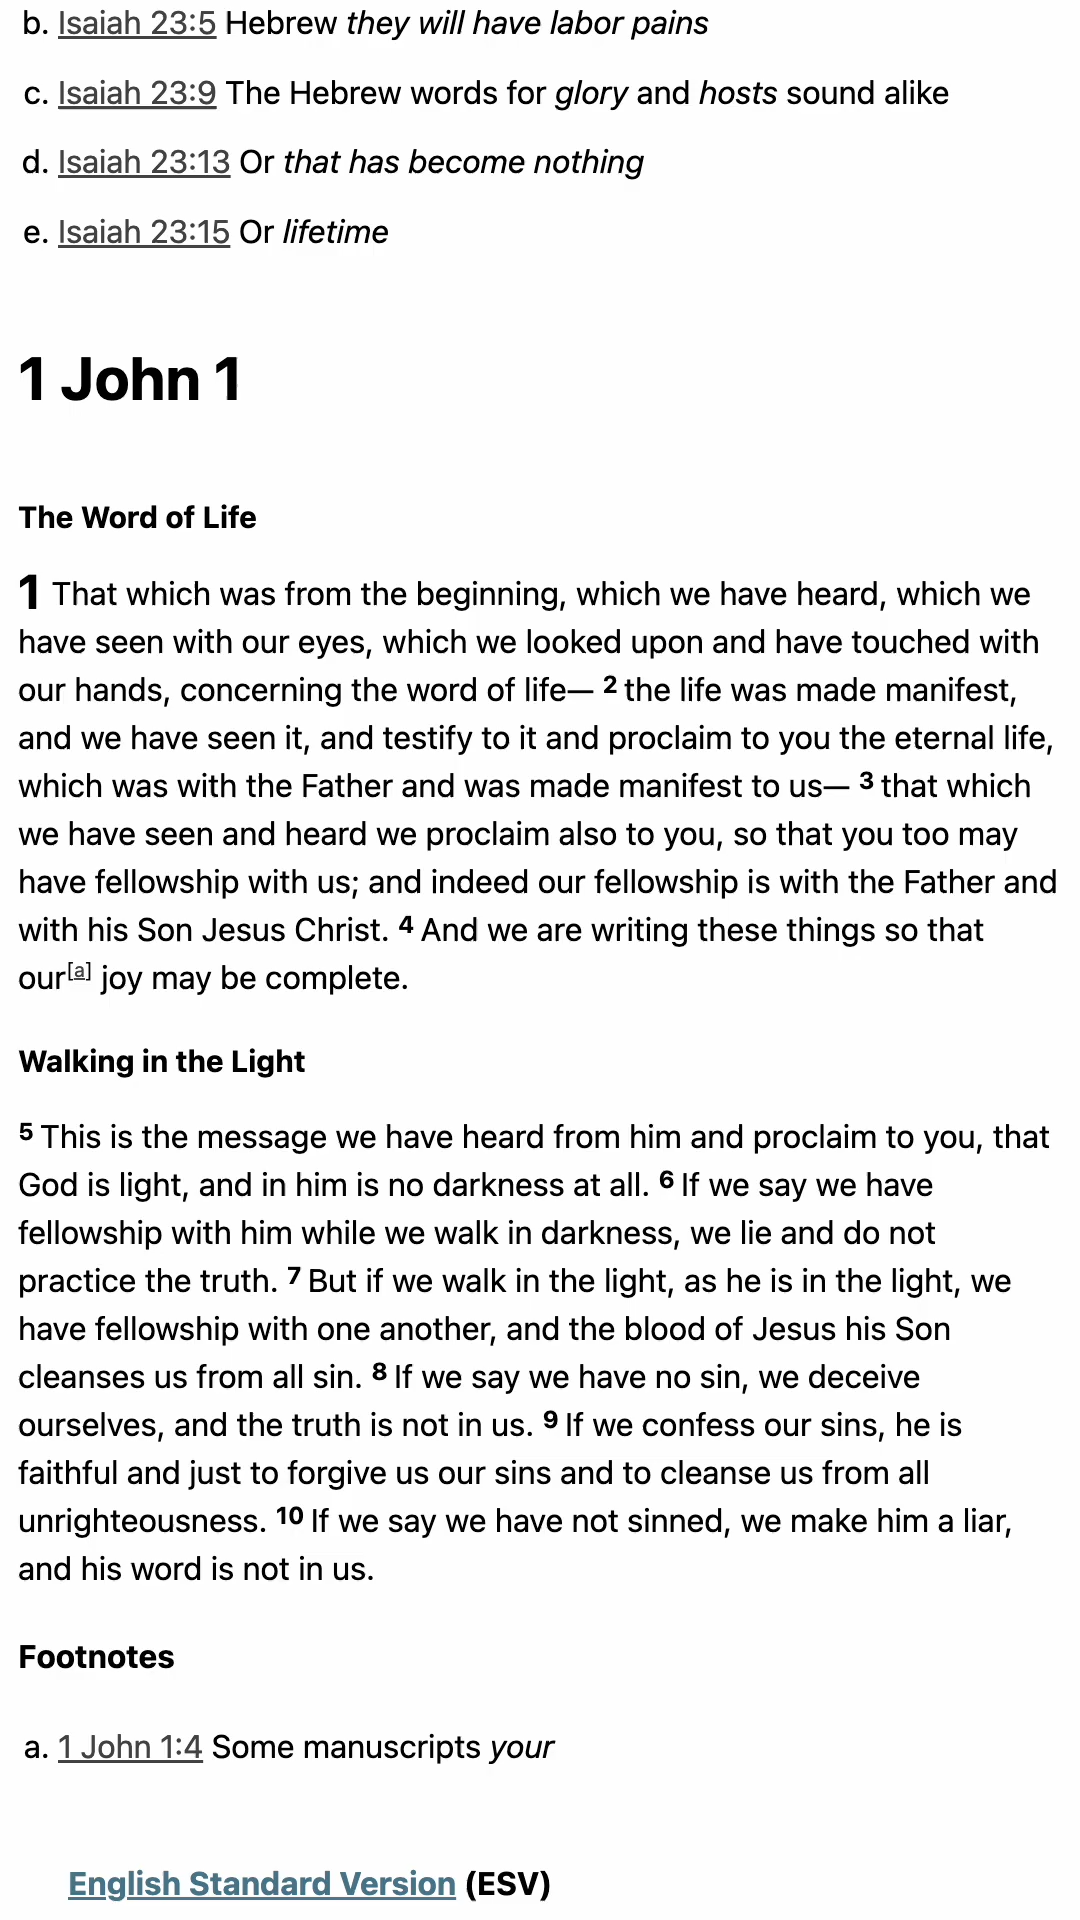 b. Isaiah 23:5 Hebrew they will have labor pains
c. Isaiah 23:9 The Hebrew words for glory and hosts sound alike
d. Isaiah 23:13 Or that has become nothing
e. Isaiah 23:15 Or lifetime
1 John 1
The Word of Life
1 That which was from the beginning, which we have heard, which we
have seen with our eyes, which we looked upon and have touched with
our hands, concerning the word of life— 2 the life was made manifest,
and we have seen it, and testify to it and proclaim to you the eternal life,
which was with the Father and was made manifest to us— 3 that which
we have seen and heard we proclaim also to you, so that you too may
have fellowship with us; and indeed our fellowship is with the Father and
with his Son Jesus Christ. 4 And we are writing these things so that
our[a] joy may be complete.
Walking in the Light
5 This is the message we have heard from him and proclaim to you, that
God is light, and in him is no darkness at all. 6 If we say we have
fellowship with him while we walk in darkness, we lie and do not
practice the truth. 7 But if we walk in the light, as he is in the light, we
have fellowship with one another, and the blood of Jesus his Son
cleanses us from all sin. 8 If we say we have no sin, we deceive
ourselves, and the truth is not in us. 9 If we confess our sins, he is
faithful and just to forgive us our sins and to cleanse us from all
unrighteousness. 10 If we say we have not sinned, we make him a liar,
and his word is not in us.
Footnotes
a. 1 John 1:4 Some manuscripts your
English Standard Version (ESV)